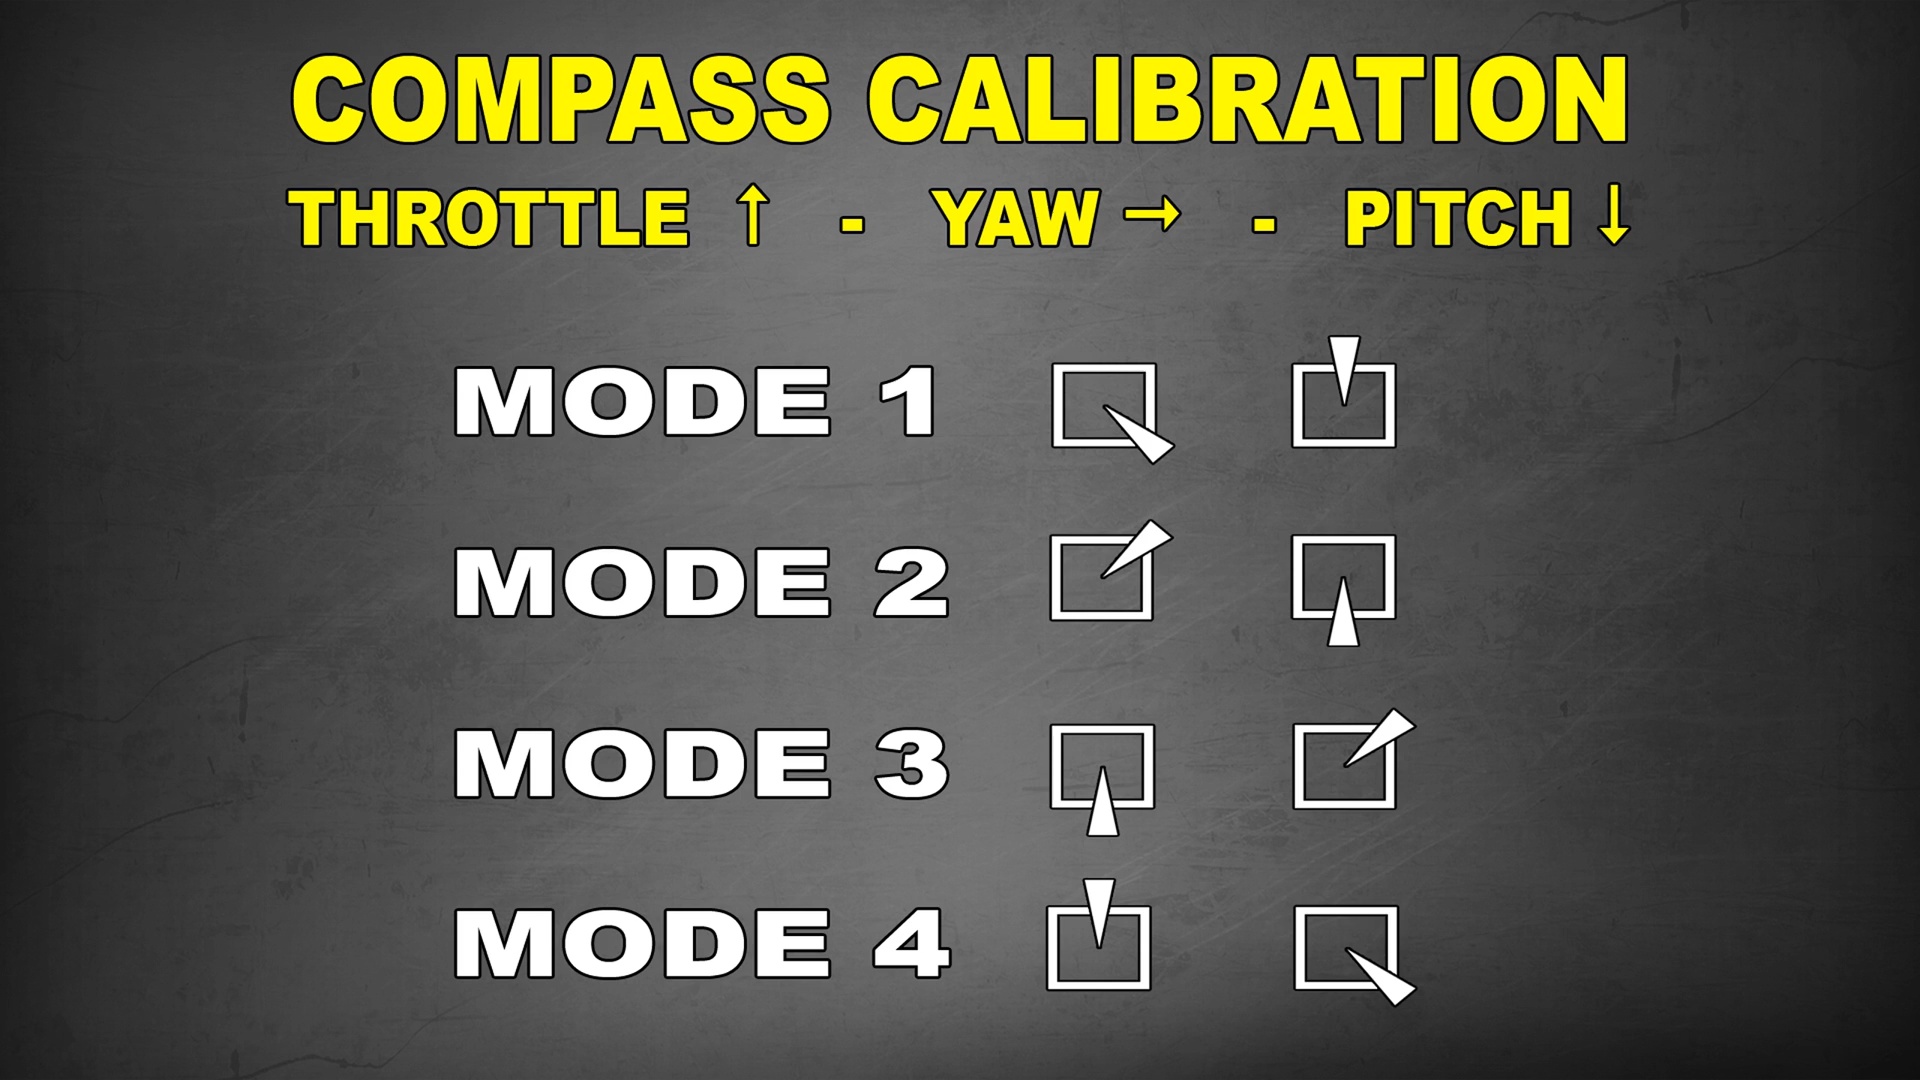 COMPASS CALIBRATION
THROTTLE ↑ - YAW → - PITCH ↓
MODE 1
MODE 2
MODE 3
MODE 4